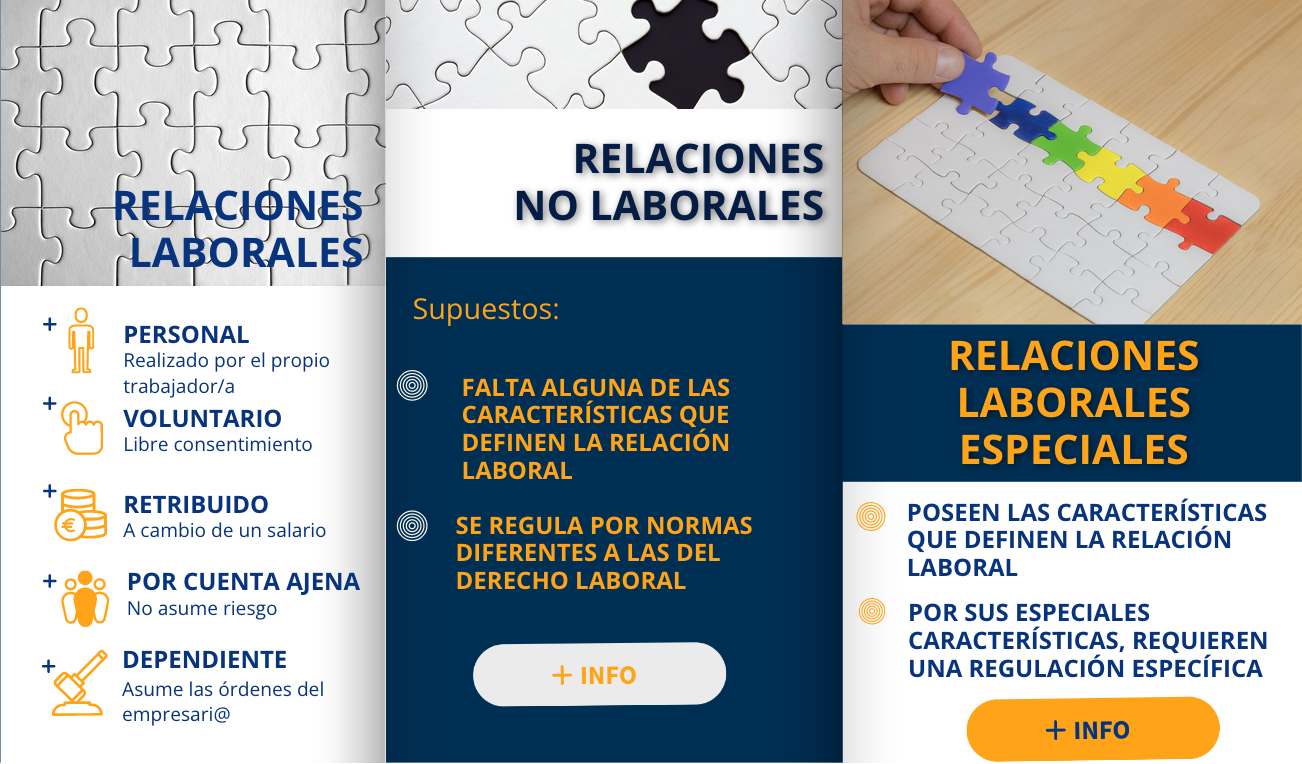 RELACIONES
LABORALES
+
PERSONAL
Realizado por el propio
trabajador/a
+
VOLUNTARIO
Libre consentimiento
+
RETRIBUIDO
€
A cambio de un salario
+
POR CUENTA AJENA
No asume riesgo
+
DEPENDIENTE
Asume las órdenes del
empresari@
RELACIONES
NO LABORALES
Supuestos:
FALTA ALGUNA DE LAS
CARACTERÍSTICAS QUE
DEFINEN LA RELACIÓN
LABORAL
SE REGULA POR NORMAS
DIFERENTES A LAS DEL
DERECHO LABORAL
+ INFO
RELACIONES
LABORALES
ESPECIALES
POSEEN LAS CARACTERÍSTICAS
QUE DEFINEN LA RELACIÓN
LABORAL
POR SUS ESPECIALES
CARACTERÍSTICAS, REQUIEREN
UNA REGULACIÓN ESPECÍFICA
+ INFO